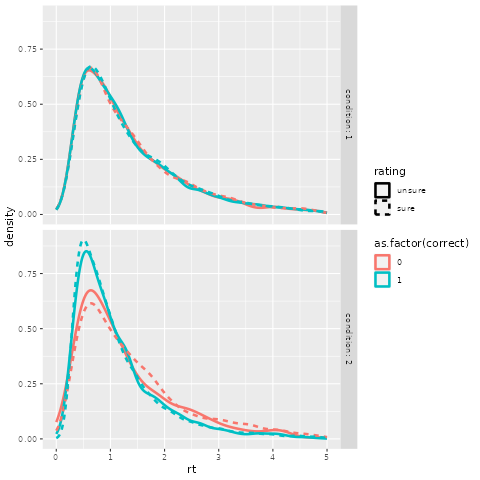 density
0.75
0.50
0.25
0.00
condition: 1
0.75
0.50
0.25
0.00
condition: 2
0
1
2
3
4
5
rt
rating
unsure
sure
as.factor(correct)
0
1